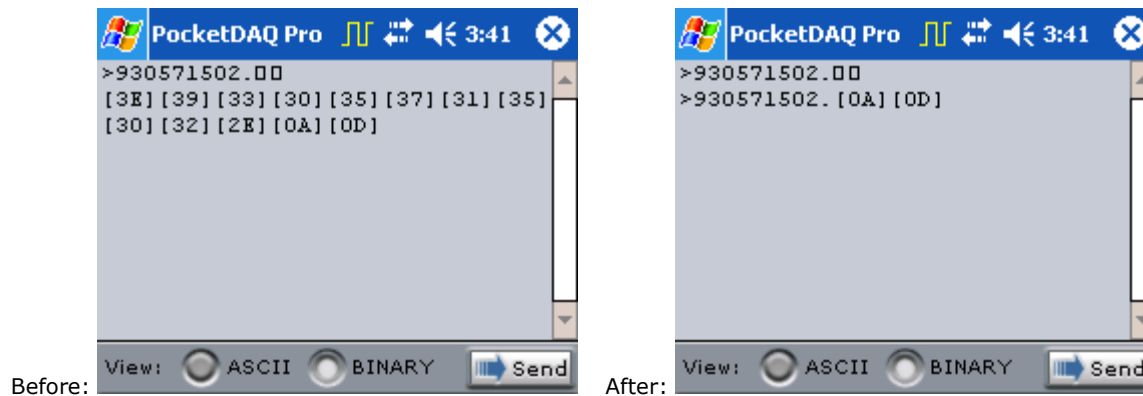 Before:
PocketDAQ Pro 3:41
>930571502.□□
[3E][39][33][30][35][37][31][35]
[30][32][2E][0A][0D]
View: ASCII BINARY Send
After:
PocketDAQ Pro 3:41
>930571502.□□
>930571502.[0A][0D]
View: ASCII BINARY Send